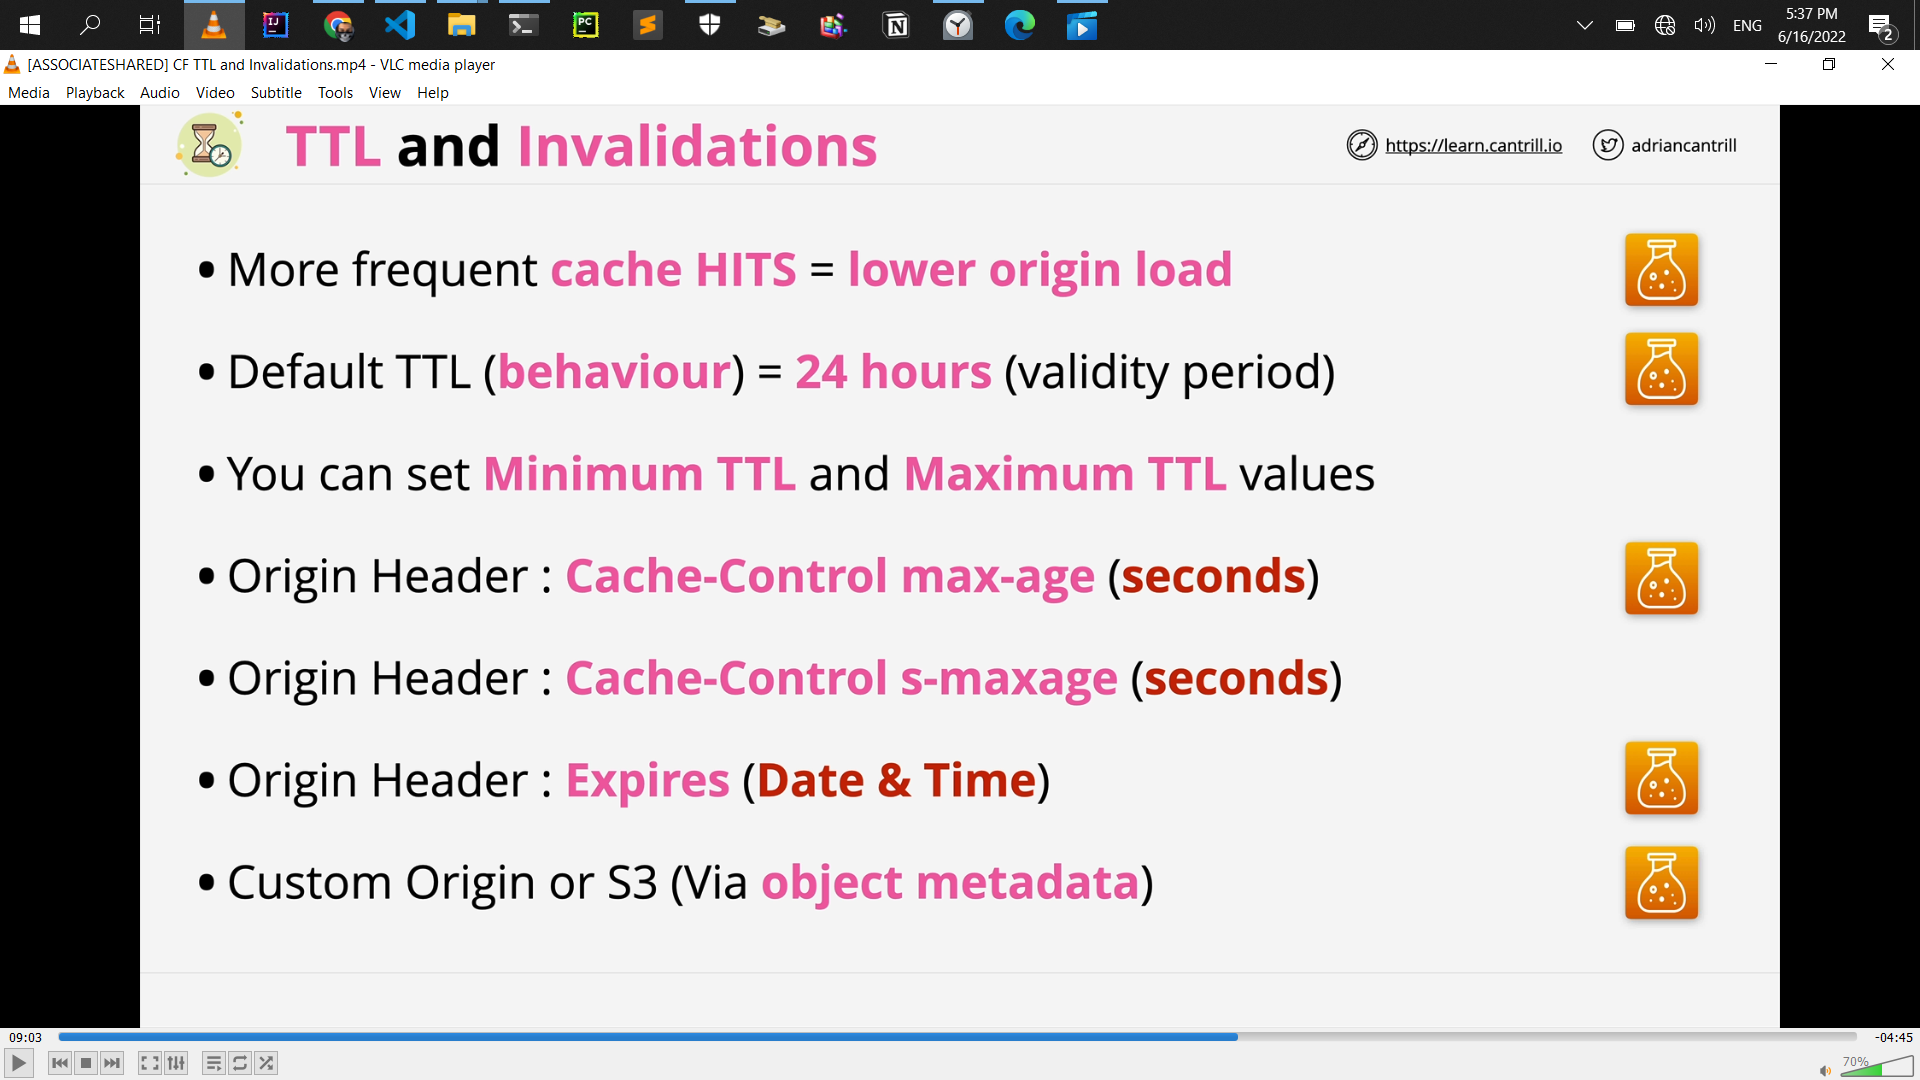 ENG
5:37 PM
6/16/2022
2
[ASSOCIATESHARED] CF TTL and Invalidations.mp4 - VLC media player
Media Playback Audio Video Subtitle Tools View Help
TTL and Invalidations
https://learn.cantrill.io
adriancantrill
• More frequent cache HITS = lower origin load
• Default TTL (behaviour) = 24 hours (validity period)
• You can set Minimum TTL and Maximum TTL values
• Origin Header : Cache-Control max-age (seconds)
• Origin Header : Cache-Control s-maxage (seconds)
• Origin Header : Expires (Date & Time)
• Custom Origin or S3 (Via object metadata)
09:03
-04:45
70%